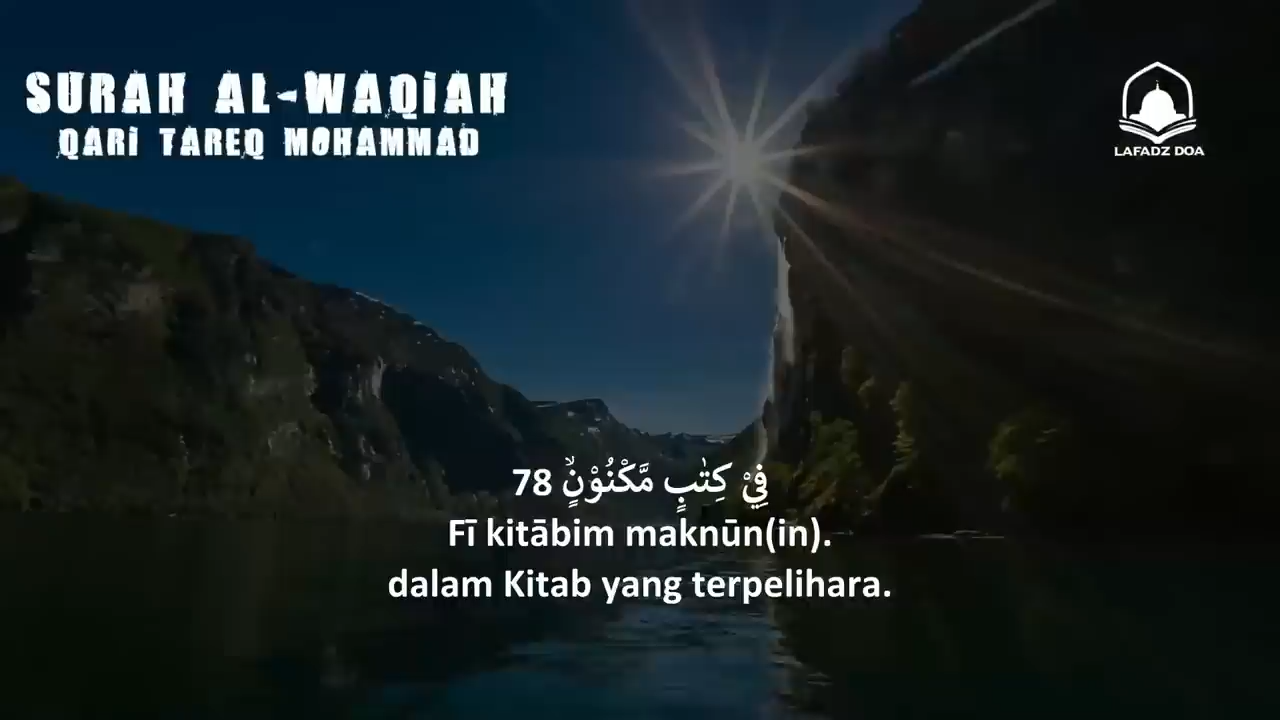 SURAH AL-WAQIAH
QARI TAREQ MOHAMMAD
LAFADZ DOA
فِيْ كِتٰبٍ مَّكْنُوْنٍۙ 78
Fī kitābim maknūn(in).
dalam Kitab yang terpelihara.